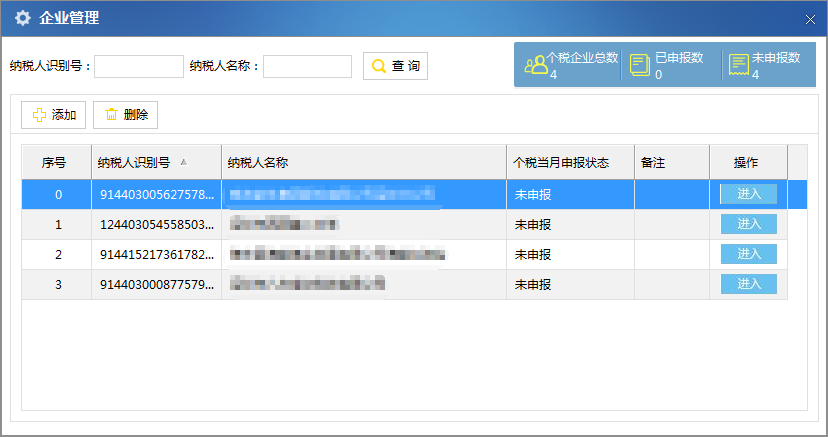 企业管理
纳税人识别号： 纳税人名称： 查 询
个税企业总数 4 已申报数 0 未申报数 4
添加 删除
序号 纳税人识别号 纳税人名称 个税当月申报状态 备注 操作
0 914403005627578... 未申报 进入
1 124403054558503... 未申报 进入
2 914415217361782... 未申报 进入
3 914403000877579... 未申报 进入